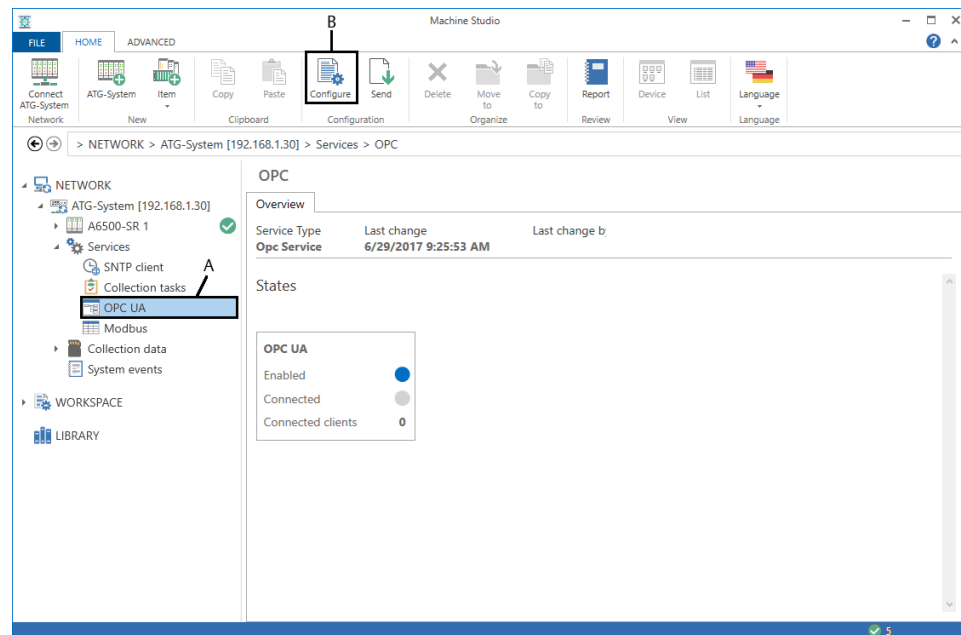 B
Machine Studio
FILE HOME ADVANCED
Connect ATG-System
ATG-System
Item
Copy
Paste
Configure
Send
Delete
Move to
Copy to
Report
Device
List
Language
Network
New
Clipboard
Configuration
Organize
Review
View
Language
> NETWORK > ATG-System [192.168.1.30] > Services > OPC
NETWORK
ATG-System [192.168.1.30]
A6500-SR 1
Services
SNTP client
A
Collection tasks
OPC UA
Modbus
Collection data
System events
WORKSPACE
LIBRARY
OPC
Overview
Service Type Last change Last change b
Opc Service 6/29/2017 9:25:53 AM
States
OPC UA
Enabled
Connected
Connected clients 0
5